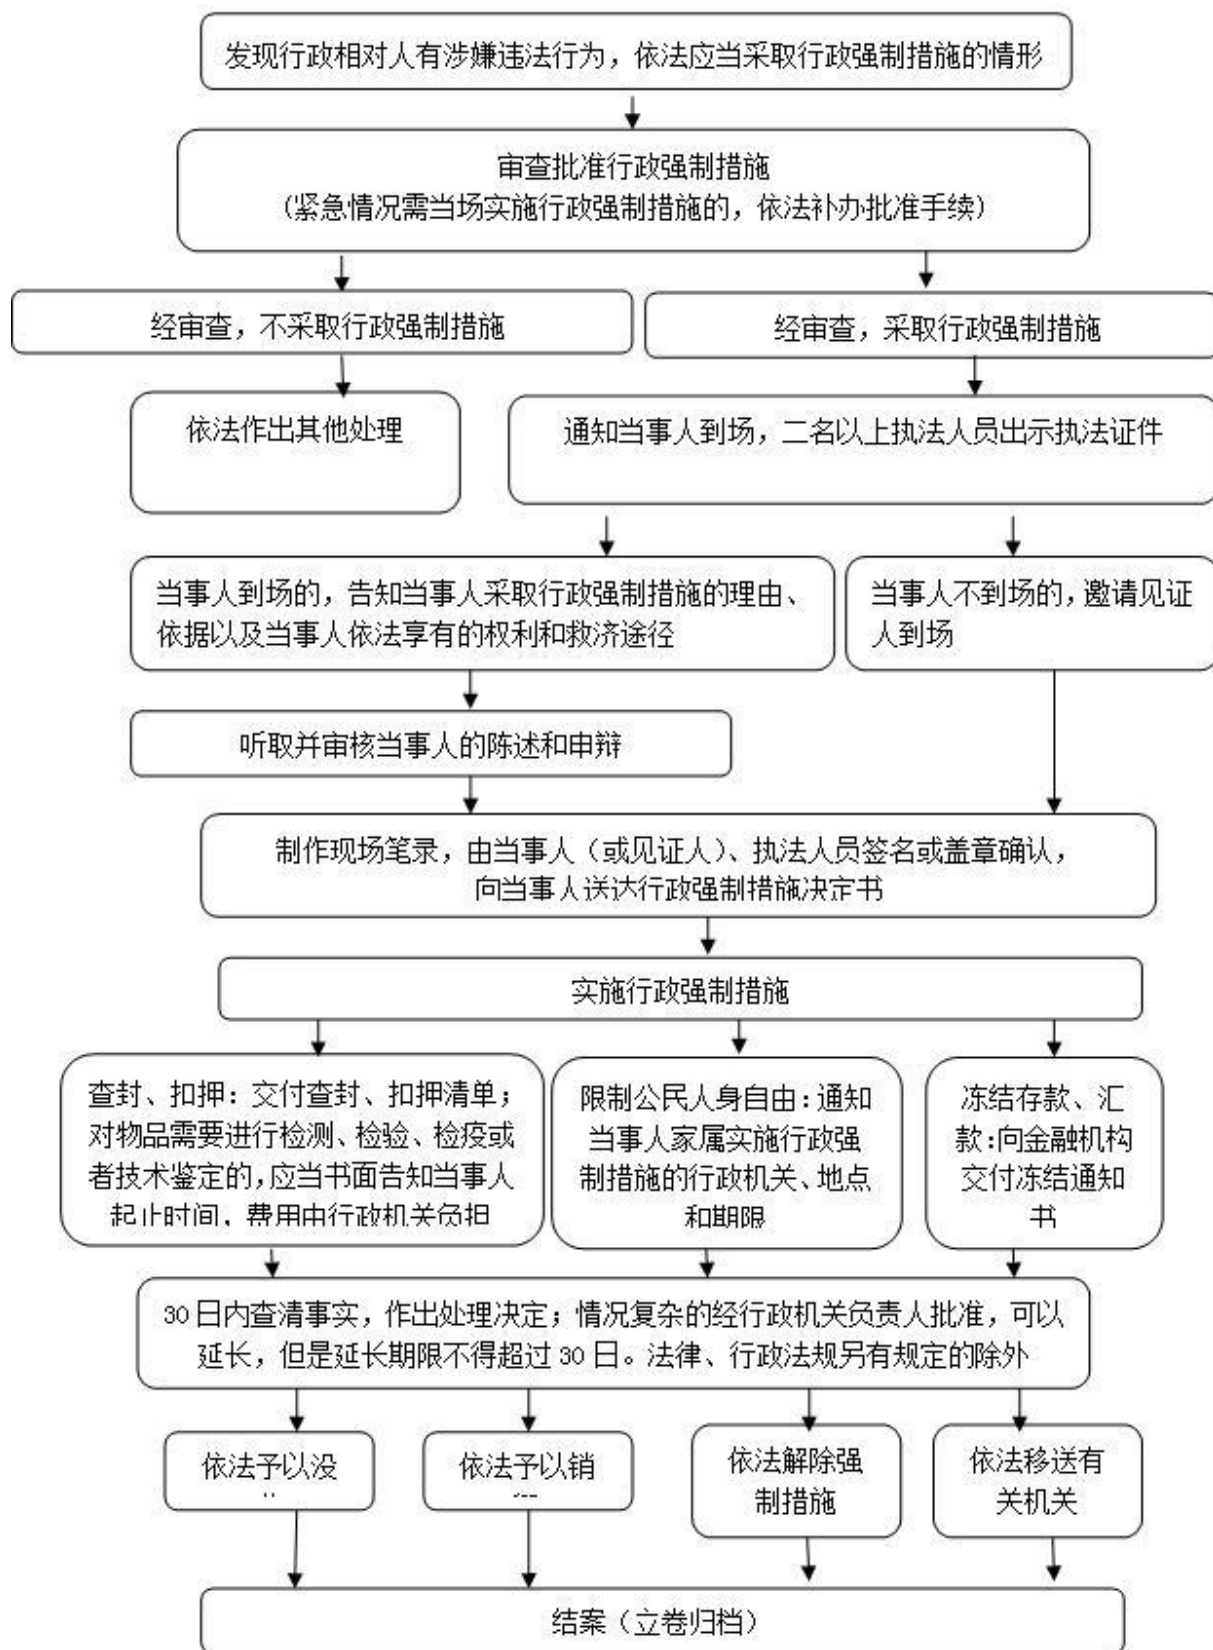 发现行政相对人有涉嫌违法行为，依法应当采取行政强制措施的情形
审查批准行政强制措施
（紧急情况需当场实施行政强制措施的，依法补办批准手续）
经审查，不采取行政强制措施
经审查，采取行政强制措施
依法作出其他处理
通知当事人到场，二名以上执法人员出示执法证件
当事人到场的，告知当事人采取行政强制措施的理由、
依据以及当事人依法享有的权利和救济途径
当事人不到场的，邀请见证
人到场
听取并审核当事人的陈述和申辩
制作现场笔录，由当事人（或见证人）、执法人员签名或盖章确认，
向当事人送达行政强制措施决定书
实施行政强制措施
查封、扣押：交付查封、扣押清单；
对物品需要进行检测、检验、检疫或
者技术鉴定的，应当书面告知当事人
起止时间，费用由行政机关负担
限制公民人身自由：通知
当事人家属实施行政强
制措施的行政机关、地点
和期限
冻结存款、汇
款：向金融机构
交付冻结通知
书
30日内查清事实，作出处理决定；情况复杂的经行政机关负责人批准，可以
延长，但是延长期限不得超过30日。法律、行政法规另有规定的除外
依法予以没
依法予以销
依法解除强
制措施
依法移送有
关机关
结案（立卷归档）